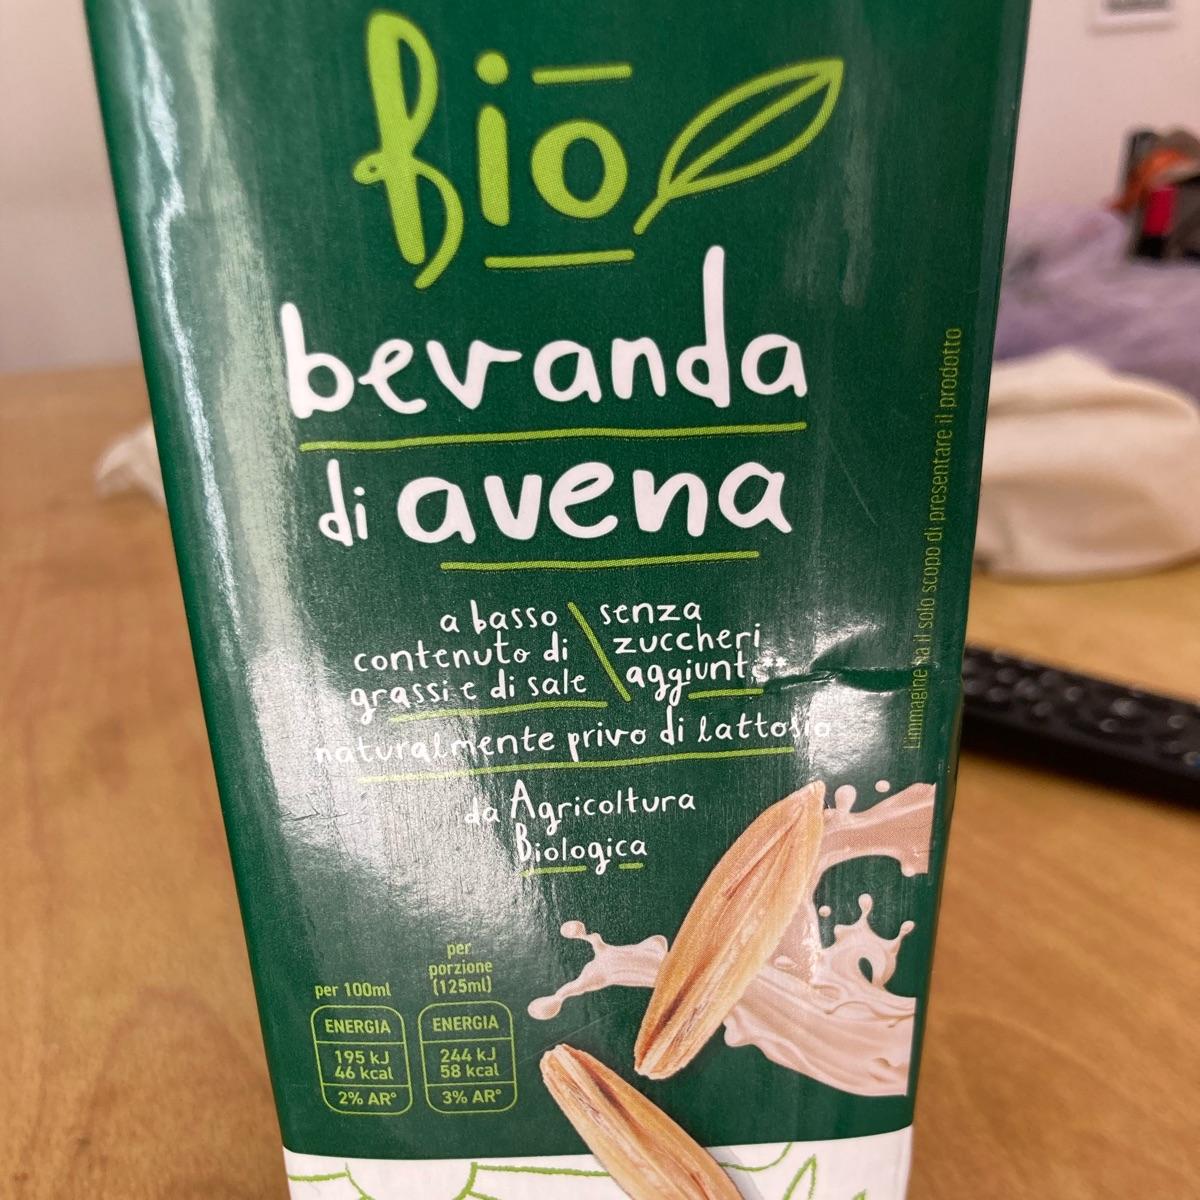 bio
bevanda
di avena
a basso
contenuto di
grassi e di sale
senza
zuccheri
aggiunti**
naturalmente privo di lattosio
da Agricoltura
Biologica
per 100ml
ENERGIA
195 kJ
46 kcal
2% AR°
per
porzione
(125ml)
ENERGIA
244 kJ
58 kcal
3% AR°
L'immagine ha il solo scopo di presentare il prodotto